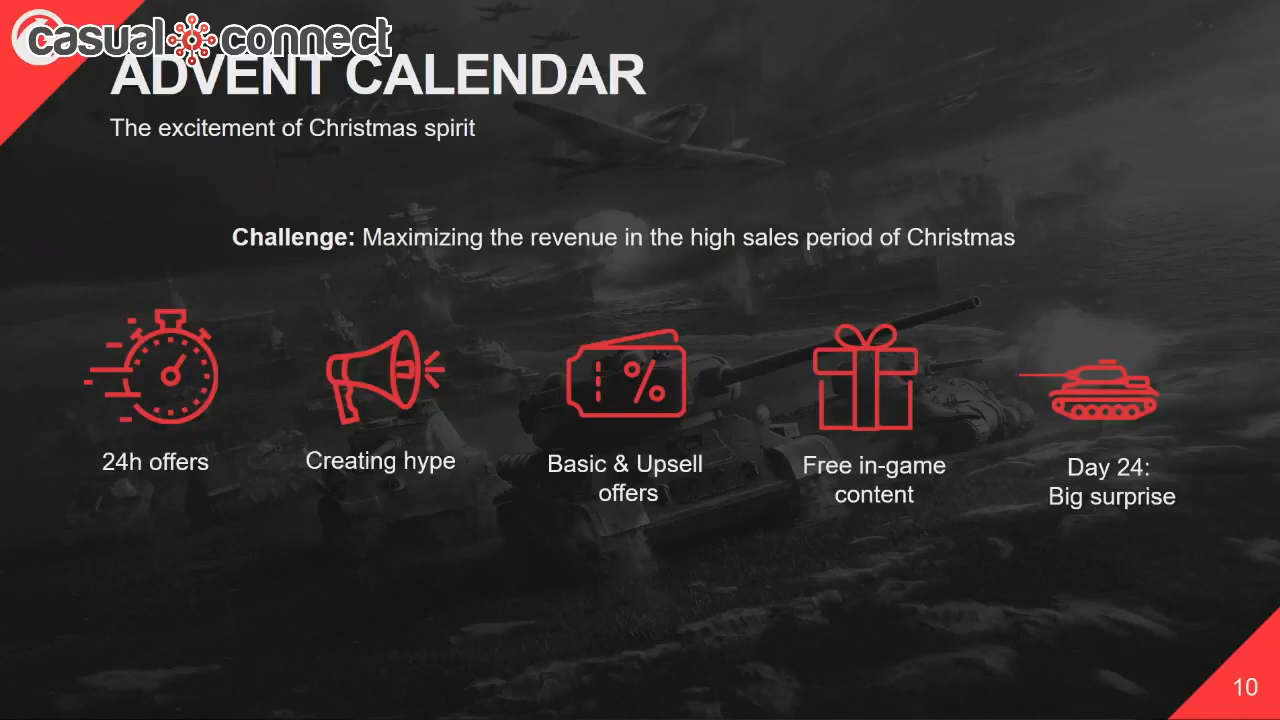 casual connect
ADVENT CALENDAR
The excitement of Christmas spirit
Challenge: Maximizing the revenue in the high sales period of Christmas
24h offers
Creating hype
%
Basic & Upsell
offers
Free in-game
content
Day 24:
Big surprise
10